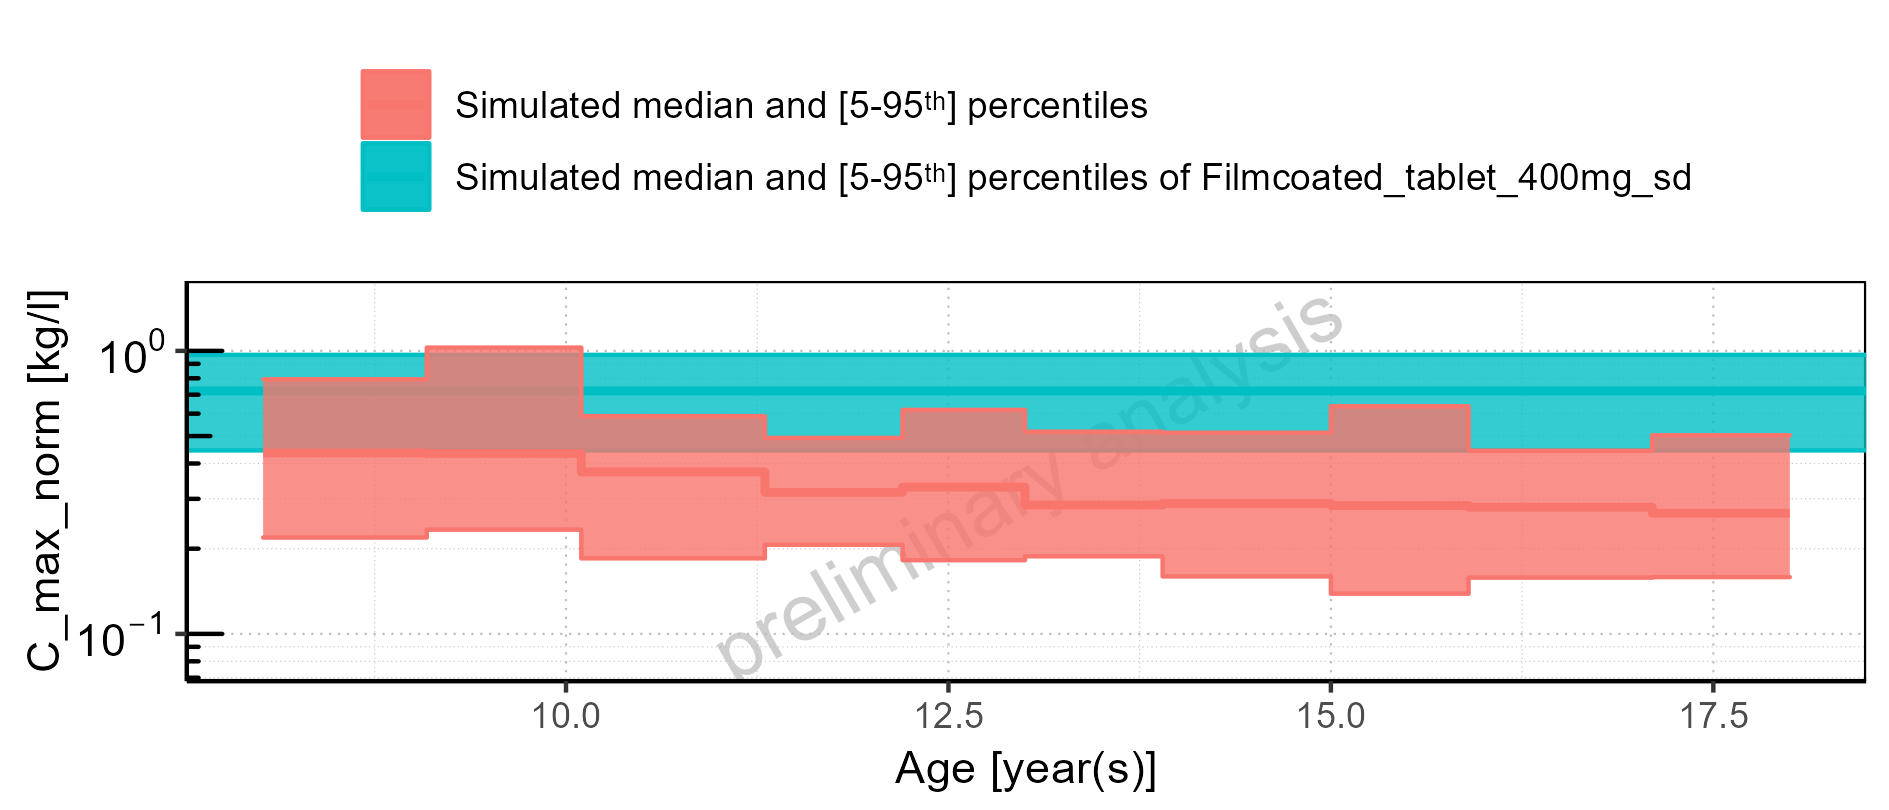 Simulated median and [5-95th] percentiles
Simulated median and [5-95th] percentiles of Filmcoated_tablet_400mg_sd
C_max_norm [kg/l]
10⁰
10⁻¹
preliminary analysis
10.0 12.5 15.0 17.5
Age [year(s)]